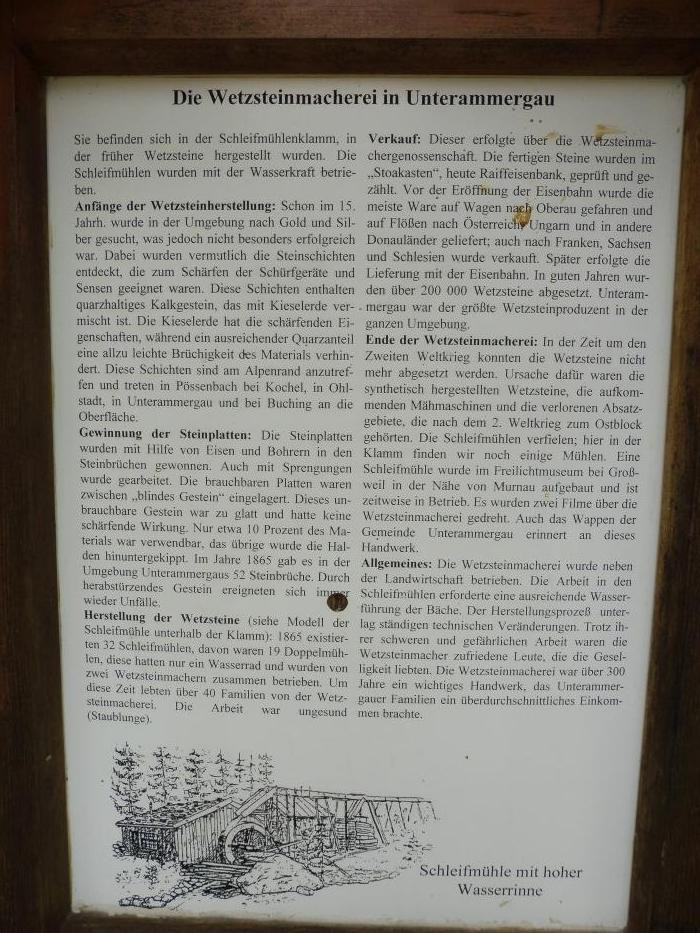 Die Wetzsteinmacherei in Unterammergau
Sie befinden sich in der Schleifmühlenklamm, in
der früher Wetzsteine hergestellt wurden. Die
Schleifmühlen wurden mit der Wasserkraft betrie-
ben.
Anfänge der Wetzsteinherstellung: Schon im 15.
Jahrh. wurde in der Umgebung nach Gold und Sil-
ber gesucht, was jedoch nicht besonders erfolgreich
war. Dabei wurden vermutlich die Steinschichten
entdeckt, die zum Schärfen der Schürfgeräte und
Sensen geeignet waren. Diese Schichten enthalten
quarzhaltiges Kalkgestein, das mit Kieselerde ver-
mischt ist. Die Kieselerde hat die schärfenden Ei-
genschaften, während ein ausreichender Quarzanteil
eine allzu leichte Brüchigkeit des Materials verhin-
dert. Diese Schichten sind am Alpenrand anzutref-
fen und treten in Pössenbach bei Kochel, in Ohl-
stadt, in Unterammergau und bei Buching an die
Oberfläche.
Gewinnung der Steinplatten: Die Steinplatten
wurden mit Hilfe von Eisen und Bohrern in den
Steinbrüchen gewonnen. Auch mit Sprengungen
wurde gearbeitet. Die brauchbaren Platten waren
zwischen „blindes Gestein“ eingelagert. Dieses un-
brauchbare Gestein war zu glatt und hatte keine
schärfende Wirkung. Nur etwa 10 Prozent des Ma-
terials war verwendbar, das übrige wurde die Hal-
den hinuntergekippt. Im Jahre 1865 gab es in der
Umgebung Unterammergaus 52 Steinbrüche. Durch
herabstürzendes Gestein ereigneten sich immer
wieder Unfälle.
Herstellung der Wetzsteine (siehe Modell der
Schleifmühle unterhalb der Klamm): 1865 existier-
ten 32 Schleifmühlen, davon waren 19 Doppelmüh-
len, diese hatten nur ein Wasserrad und wurden von
zwei Wetzsteinmachern zusammen betrieben. Um
diese Zeit lebten über 40 Familien von der Wetz-
steinmacherei. Die Arbeit war ungesund
(Staublunge).
Verkauf: Dieser erfolgte über die Wetzsteinma-
chergenossenschaft. Die fertigen Steine wurden im
„Stoakasten“, heute Raiffeisenbank, geprüft und ge-
zählt. Vor der Eröffnung der Eisenbahn wurde die
meiste Ware auf Wagen nach Oberau gefahren und
auf Flößen nach Österreich, Ungarn und in andere
Donauländer geliefert; auch nach Franken, Sachsen
und Schlesien wurde verkauft. Später erfolgte die
Lieferung mit der Eisenbahn. In guten Jahren wur-
den über 200 000 Wetzsteine abgesetzt. Unteram-
mergau war der größte Wetzsteinproduzent in der
ganzen Umgebung.
Ende der Wetzsteinmacherei: In der Zeit um den
Zweiten Weltkrieg konnten die Wetzsteine nicht
mehr abgesetzt werden. Ursache dafür waren die
synthetisch hergestellten Wetzsteine, die aufkom-
menden Mähmaschinen und die verlorenen Absatz-
gebiete, die nach dem 2. Weltkrieg zum Ostblock
gehörten. Die Schleifmühlen verfielen; hier in der
Klamm finden wir noch einige Mühlen. Eine
Schleifmühle wurde im Freilichtmuseum bei Groß-
weil in der Nähe von Murnau aufgebaut und ist
zeitweise in Betrieb. Es wurden zwei Filme über die
Wetzsteinmacherei gedreht. Auch das Wappen der
Gemeinde Unterammergau erinnert an dieses
Handwerk.
Allgemeines: Die Wetzsteinmacherei wurde neben
der Landwirtschaft betrieben. Die Arbeit in den
Schleifmühlen erforderte eine ausreichende Wasser-
führung der Bäche. Der Herstellungsprozeß unter-
lag ständigen technischen Veränderungen. Trotz ih-
rer schweren und gefährlichen Arbeit waren die
Wetzsteinmacher zufriedene Leute, die die Gesel-
ligkeit liebten. Die Wetzsteinmacherei war über 300
Jahre ein wichtiges Handwerk, das Unterammer-
gauer Familien ein überdurchschnittliches Einkom-
men brachte.
Schleifmühle mit hoher
Wasserrinne